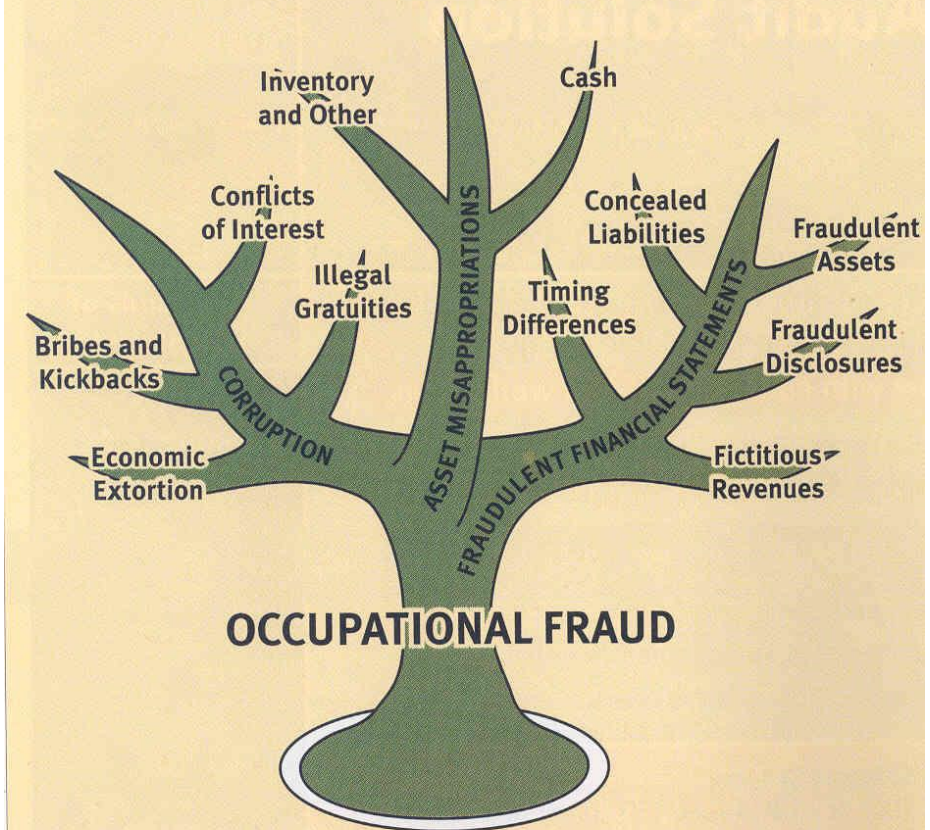 Inventory
and Other
Cash
Conflicts
of Interest
Concealed
Liabilities
Fraudulent
Assets
Illegal
Gratuities
Timing
Differences
Bribes and
Kickbacks
Fraudulent
Disclosures
Economic
Extortion
Fictitious
Revenues
CORRUPTION
ASSET MISAPPROPRIATIONS
FRAUDULENT FINANCIAL STATEMENTS
OCCUPATIONAL FRAUD